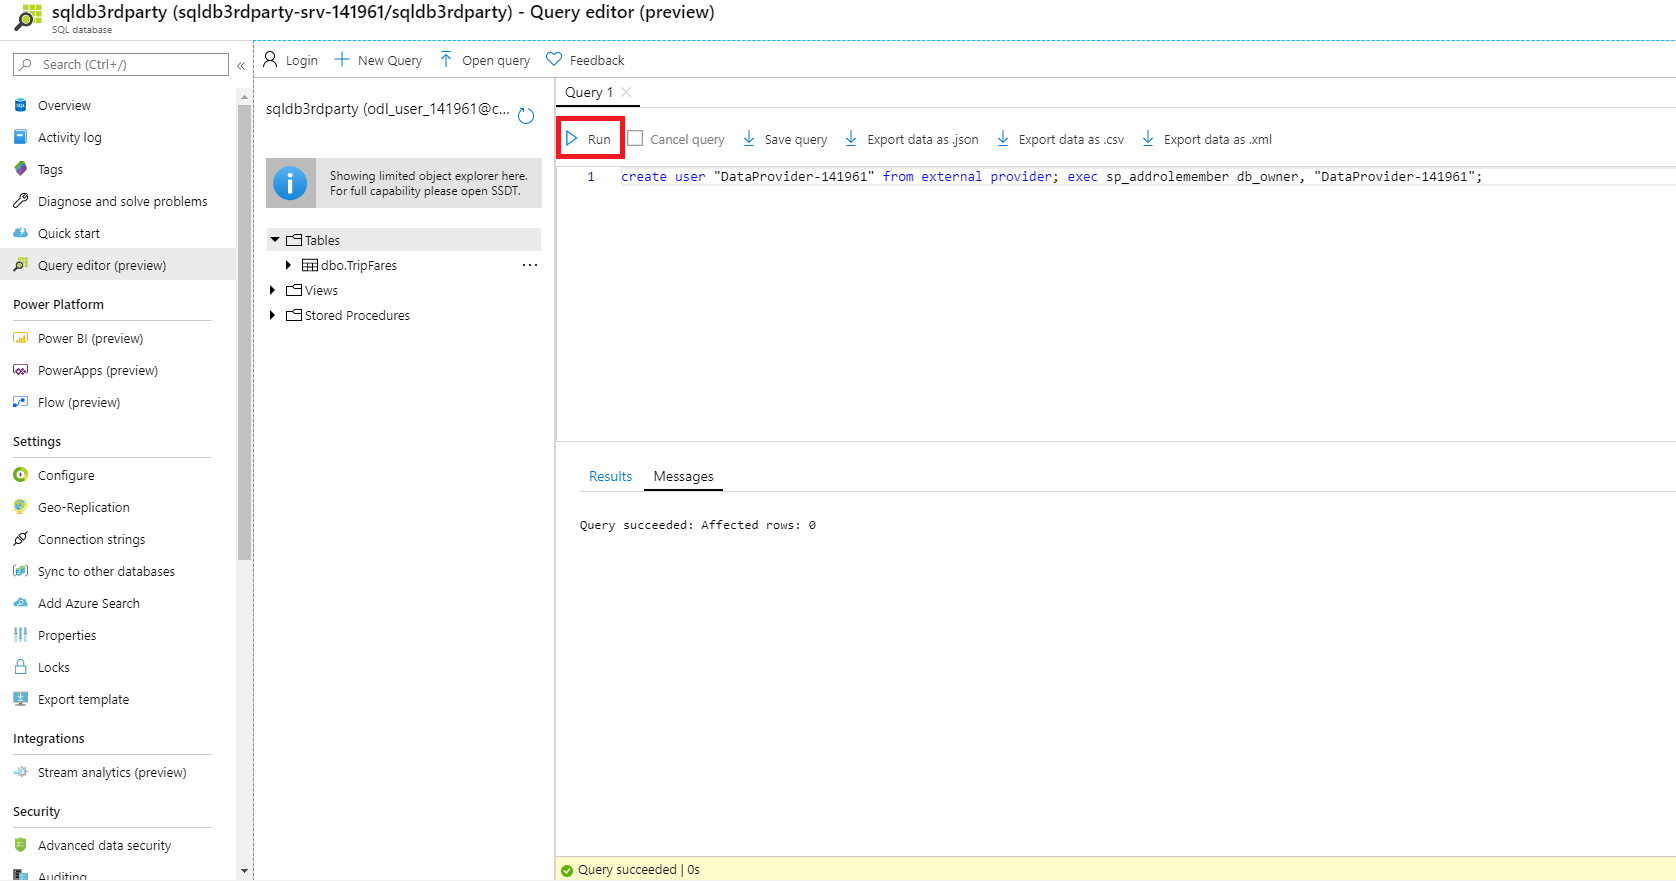 sqldb3rdparty (sqldb3rdparty-srv-141961/sqldb3rdparty) - Query editor (preview)
SQL database
Search (Ctrl+/)
«
Overview
Activity log
Tags
Diagnose and solve problems
Quick start
Query editor (preview)
Power Platform
Power BI (preview)
PowerApps (preview)
Flow (preview)
Settings
Configure
Geo-Replication
Connection strings
Sync to other databases
Add Azure Search
Properties
Locks
Export template
Integrations
Stream analytics (preview)
Security
Advanced data security
Auditing
Login New Query Open query Feedback
sqldb3rdparty (odl_user_141961@c...
Showing limited object explorer here.
For full capability please open SSDT.
Tables
dbo.TripFares ...
Views
Stored Procedures
Query 1
Run Cancel query Save query Export data as .json Export data as .csv Export data as .xml
1 create user "DataProvider-141961" from external provider; exec sp_addrolemember db_owner, "DataProvider-141961";
Results Messages
Query succeeded: Affected rows: 0
Query succeeded | 0s